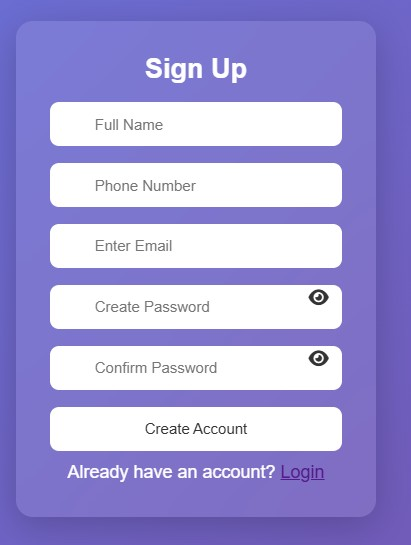 Sign Up
Full Name
Phone Number
Enter Email
Create Password
Confirm Password
Create Account
Already have an account? Login